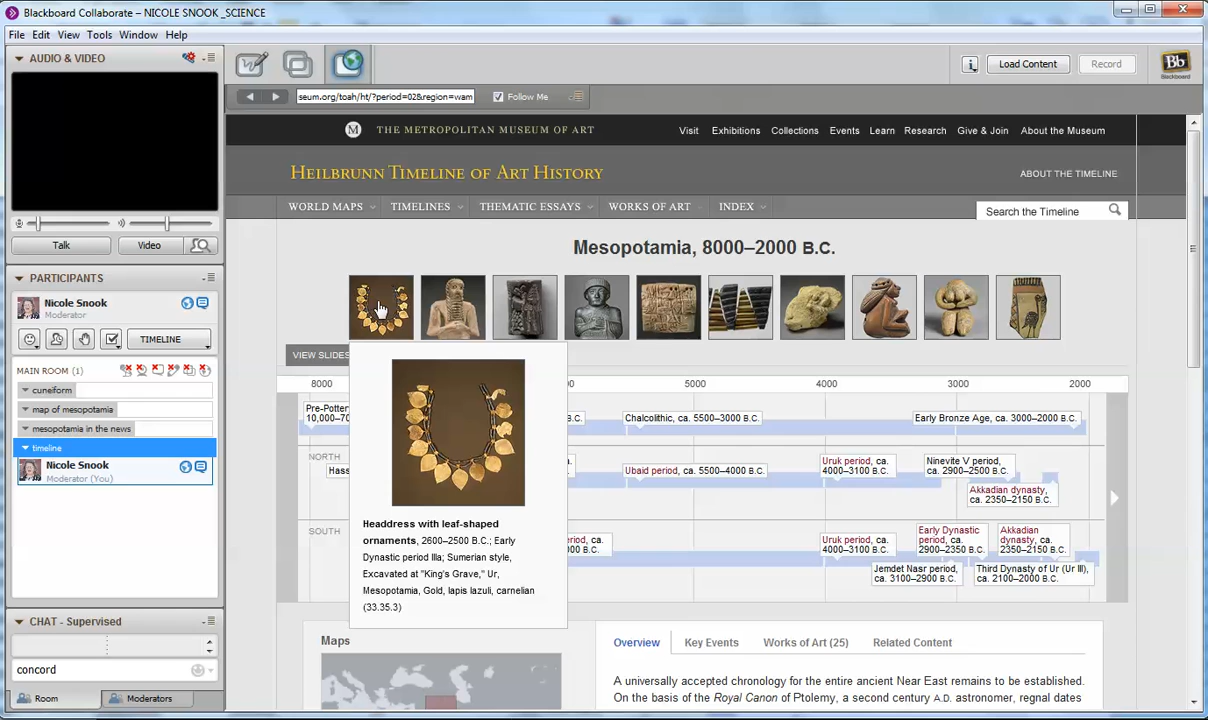 Blackboard Collaborate – NICOLE SNOOK _SCIENCE
File Edit View Tools Window Help
AUDIO & VIDEO
Talk
Video
PARTICIPANTS
Nicole Snook
Moderator
TIMELINE
MAIN ROOM (1)
cuneiform
map of mesopotamia
mesopotamia in the news
timeline
Nicole Snook
Moderator (You)
CHAT - Supervised
concord
Room
Moderators
i
Load Content
Record
Bb
Blackboard
seum.org/toah/ht/?period=02&region=wam
Follow Me
M
THE METROPOLITAN MUSEUM OF ART
Visit Exhibitions Collections Events Learn Research Give & Join About the Museum
HEILBRUNN TIMELINE OF ART HISTORY
ABOUT THE TIMELINE
WORLD MAPS TIMELINES THEMATIC ESSAYS WORKS OF ART INDEX
Search the Timeline
Mesopotamia, 8000–2000 B.C.
VIEW SLIDES
Headdress with leaf-shaped
ornaments, 2600–2500 B.C.; Early
Dynastic period IIIa; Sumerian style,
Excavated at "King's Grave," Ur,
Mesopotamia, Gold, lapis lazuli, carnelian
(33.35.3)
8000 5000 4000 3000 2000
Pre-Pottery
10,000–70
B.C.
Chalcolithic, ca. 5500–3000 B.C.
Early Bronze Age, ca. 3000–2000 B.C.
NORTH
Hass
Ubaid period, ca. 5500–4000 B.C.
Uruk period, ca.
4000–3100 B.C.
Ninevite V period,
ca. 2900–2500 B.C.
Akkadian dynasty,
ca. 2350–2150 B.C.
SOUTH
eriod, ca.
00 B.C.
Uruk period, ca.
4000–3100 B.C.
Early Dynastic
period, ca.
2900–2350 B.C.
Akkadian
dynasty, ca.
2350–2150 B.C.
Jemdet Nasr period,
ca. 3100–2900 B.C.
Third Dynasty of Ur (Ur III),
ca. 2100–2000 B.C.
Maps
Overview Key Events Works of Art (25) Related Content
A universally accepted chronology for the entire ancient Near East remains to be established.
On the basis of the Royal Canon of Ptolemy, a second century A.D. astronomer, regnal dates